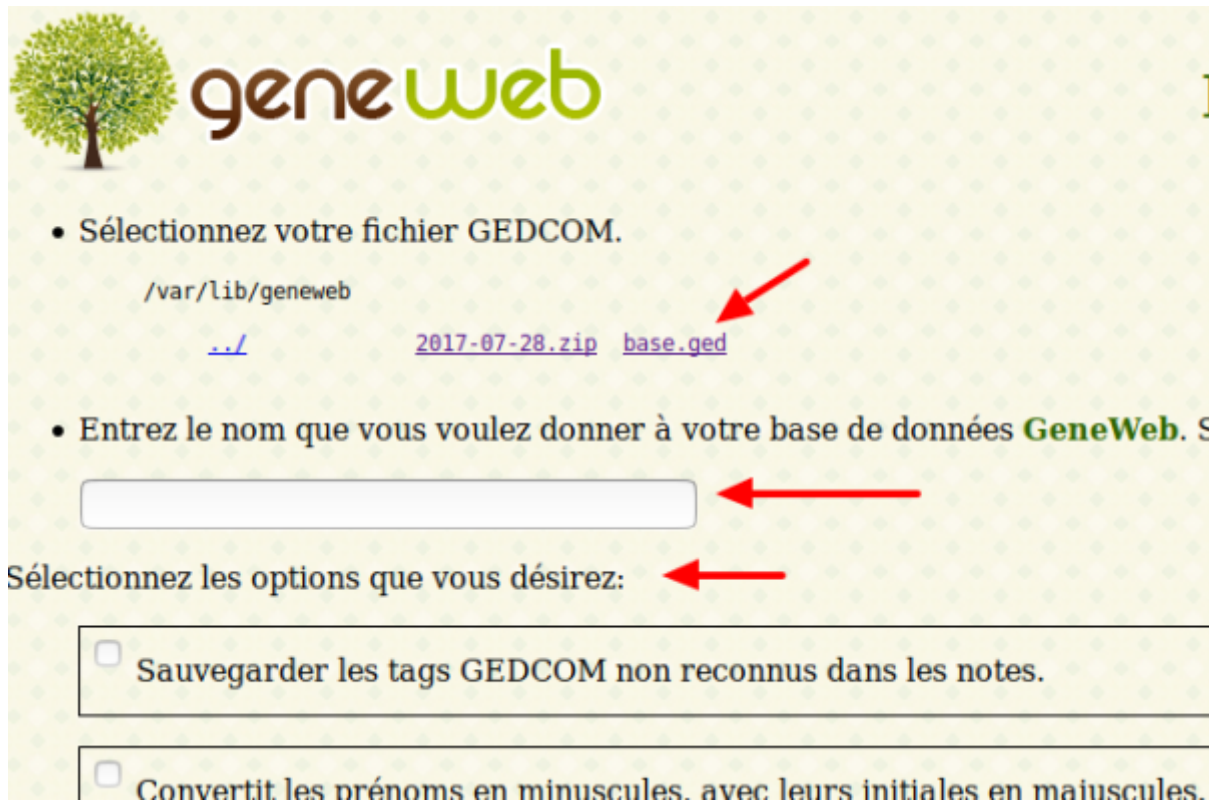 geneweb
• Sélectionnez votre fichier GEDCOM.
/var/lib/geneweb
../ 2017-07-28.zip base.ged
• Entrez le nom que vous voulez donner à votre base de données GeneWeb. S
Sélectionnez les options que vous désirez:
Sauvegarder les tags GEDCOM non reconnus dans les notes.
Convertit les prénoms en minuscules, avec leurs initiales en majuscules.